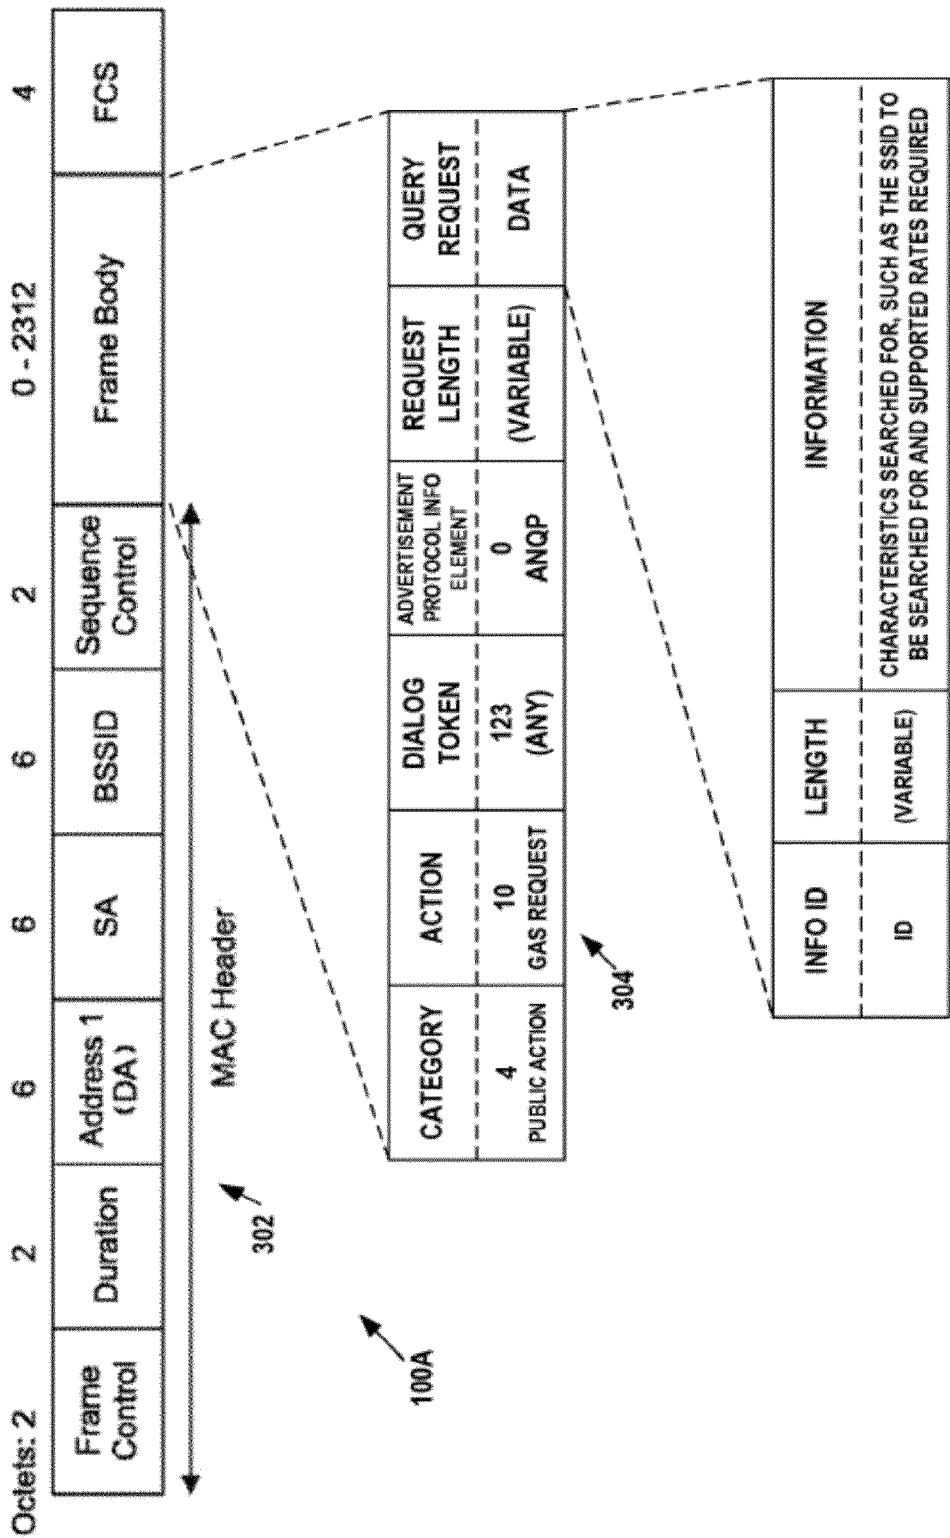 Octets: 2 2 6 6 6 2 0 - 2312 4
Frame Control
Duration
Address 1 (DA)
SA
BSSID
Sequence Control
Frame Body
FCS
MAC Header
302
100A
CATEGORY
ACTION
DIALOG TOKEN
ADVERTISEMENT PROTOCOL INFO ELEMENT
REQUEST LENGTH
QUERY REQUEST
4 PUBLIC ACTION
10 GAS REQUEST
123 (ANY)
0 ANQP
(VARIABLE)
DATA
304
INFO ID
LENGTH
INFORMATION
ID
(VARIABLE)
CHARACTERISTICS SEARCHED FOR, SUCH AS THE SSID TO
BE SEARCHED FOR AND SUPPORTED RATES REQUIRED